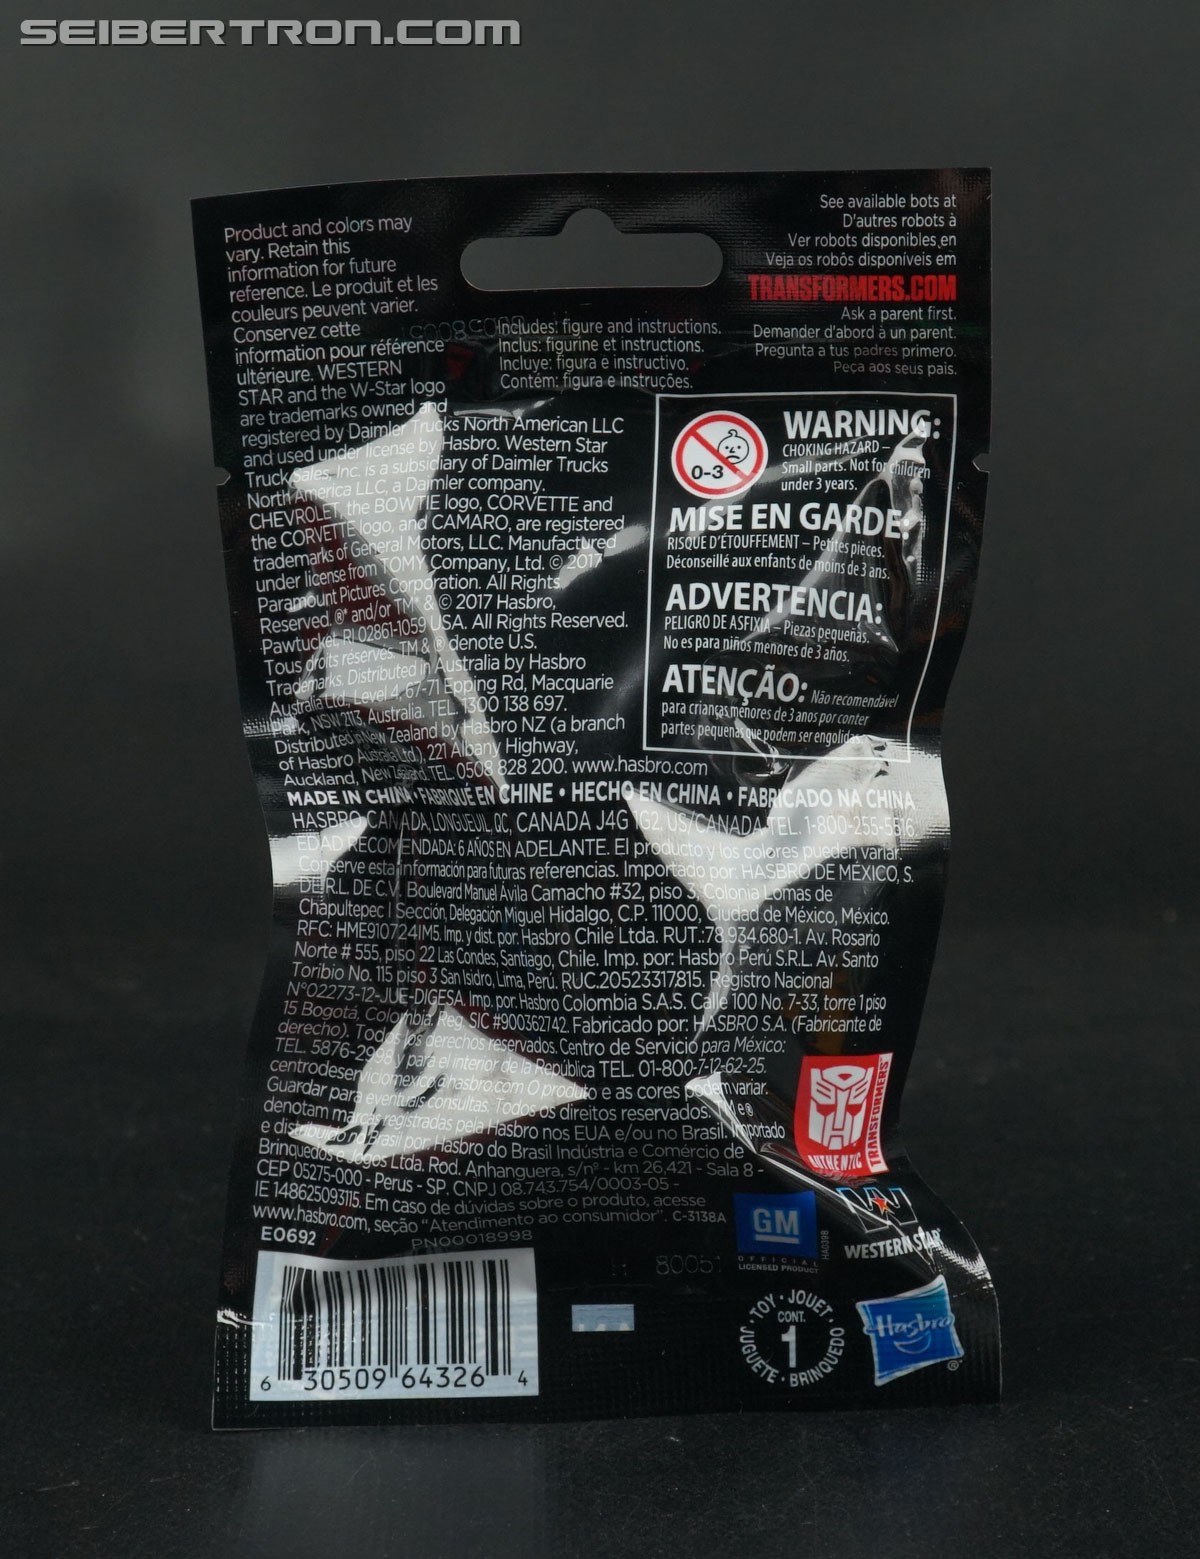 SEIBERTRON.COM
Product and colors may
vary. Retain this
information for future
reference. Le produit et les
couleurs peuvent varier.
Conservez cette
information pour référence
ultérieure. WESTERN
STAR and the W-Star logo
are trademarks owned and
registered by Daimler Trucks North American LLC
and used under license by Hasbro. Western Star
Truck Sales, Inc. is a subsidiary of Daimler Trucks
North America LLC, a Daimler company.
CHEVROLET, the BOWTIE logo, CORVETTE and
the CORVETTE logo, and CAMARO, are registered
trademarks of General Motors, LLC. Manufactured
under license from TOMY Company, Ltd. © 2017
Paramount Pictures Corporation. All Rights
Reserved. ®* and/or TM* & © 2017 Hasbro,
Pawtucket, RI 02861-1059 USA. All Rights Reserved.
Tous droits réservés. TM & ® denote U.S.
Trademarks. Distributed in Australia by Hasbro
Australia Ltd., Level 4, 67-71 Epping Rd, Macquarie
Park, NSW 2113, Australia. TEL. 1300 138 697.
Distributed in New Zealand by Hasbro NZ (a branch
of Hasbro Australia Ltd.), 221 Albany Highway,
Auckland, New Zealand. TEL. 0508 828 200. www.hasbro.com
Includes: figure and instructions.
Inclus: figurine et instructions.
Incluye: figura e instructivo.
Contém: figura e instruções.
See available bots at
D'autres robots à
Ver robots disponibles en
Veja os robôs disponíveis em
TRANSFORMERS.COM
Ask a parent first.
Demander d'abord à un parent.
Pregunta a tus padres primero.
Peça aos seus pais.
0-3
WARNING:
CHOKING HAZARD –
Small parts. Not for children
under 3 years.
MISE EN GARDE:
RISQUE D'ÉTOUFFEMENT – Petites pièces.
Déconseillé aux enfants de moins de 3 ans.
ADVERTENCIA:
PELIGRO DE ASFIXIA – Piezas pequeñas.
No es para niños menores de 3 años.
ATENÇÃO: Não recomendável
para crianças menores de 3 anos por conter
partes pequenas que podem ser engolidas.
MADE IN CHINA • FABRIQUÉ EN CHINE • HECHO EN CHINA • FABRICADO NA CHINA
HASBRO CANADA, LONGUEUIL, QC, CANADA J4G 1G2. US/CANADA TEL. 1-800-255-5516.
EDAD RECOMENDADA: 6 AÑOS EN ADELANTE. El producto y los colores pueden variar.
Conserve esta información para futuras referencias. Importado por: HASBRO DE MÉXICO, S.
DE R.L. DE C.V. Boulevard Manuel Ávila Camacho #32, piso 3, Colonia Lomas de
Chapultepec I Sección, Delegación Miguel Hidalgo, C.P. 11000, Ciudad de México, México.
RFC: HME910724IM5. Imp. y dist. por: Hasbro Chile Ltda. RUT.:78.934.680-1. Av. Rosario
Norte # 555, piso 22 Las Condes, Santiago, Chile. Imp. por: Hasbro Perú S.R.L. Av. Santo
Toribio No. 115 piso 3 San Isidro, Lima, Perú. RUC.20523317815. Registro Nacional
N°02273-12-JUE-DIGESA. Imp. por: Hasbro Colombia S.A.S. Calle 100 No. 7-33, torre 1 piso
15 Bogotá, Colombia. Reg. SIC #900362742. Fabricado por: HASBRO S.A. (Fabricante de
derecho). Todos los derechos reservados. Centro de Servicio para México:
TEL. 5876-2998 y para el interior de la República TEL. 01-800-7-12-62-25.
centrodeserviciomexico@hasbro.com O produto e as cores podem variar.
Guardar para eventuais consultas. Todos os direitos reservados. TM e ®
denotam marcas registradas pela Hasbro nos EUA e/ou no Brasil. Importado
e distribuído no Brasil por: Hasbro do Brasil Indústria e Comércio de
Brinquedos e Jogos Ltda. Rod. Anhanguera, s/nº - km 26,421 - Sala 8 -
CEP 05275-000 - Perus - SP. CNPJ 08.743.754/0003-05 -
IE 148625093115. Em caso de dúvidas sobre o produto, acesse
www.hasbro.com, seção "Atendimento ao consumidor". C-3138A
E0692
PN00018998
80051
6 30509 64326 4
AUTHENTIC
TRANSFORMERS
GM
OFFICIAL
LICENSED PRODUCT
HA0398
WESTERN STAR
TOY • JOUET • BRINQUEDO • JUGUETE
CONT.
1
Hasbro
®